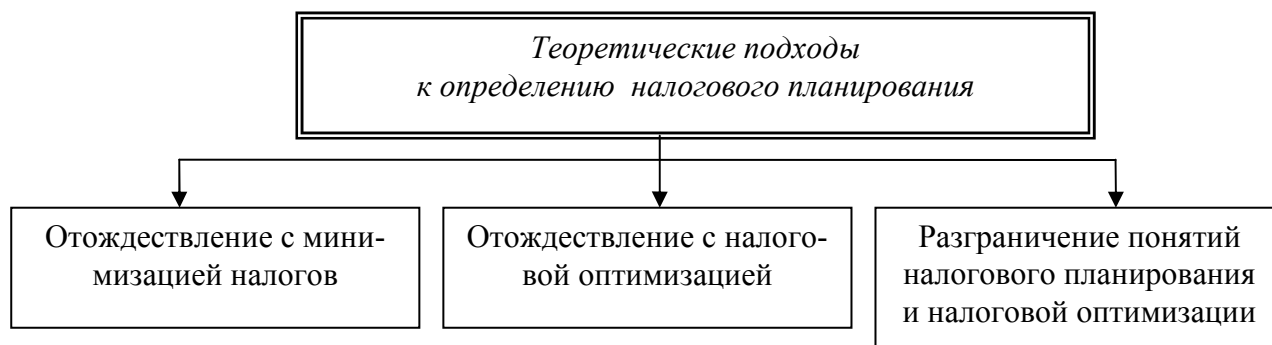 Теоретические подходы
к определению налогового планирования
Отождествление с мини-
мизацией налогов
Отождествление с налого-
вой оптимизацией
Разграничение понятий
налогового планирования
и налоговой оптимизации